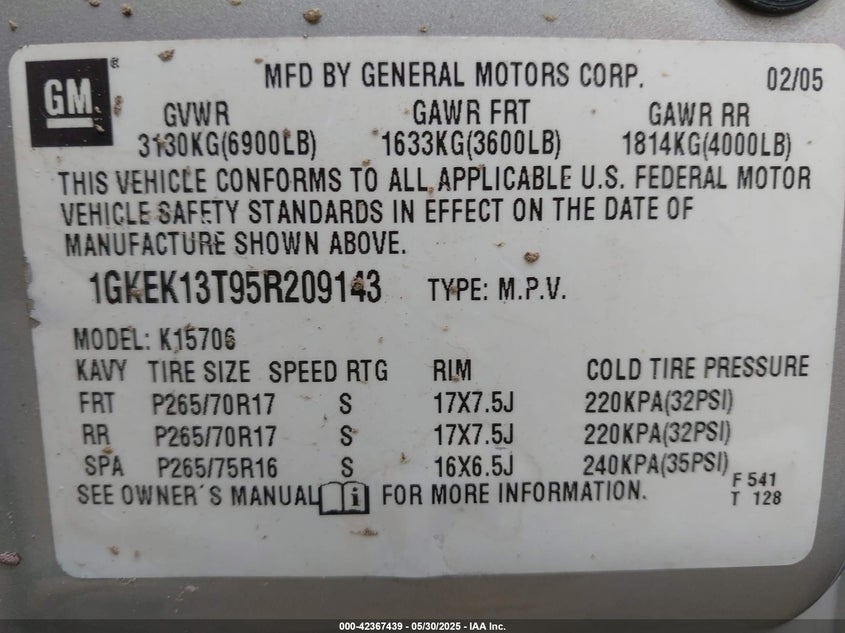 GM ® MFD BY GENERAL MOTORS CORP. 02/05
GVWR GAWR FRT GAWR RR
3130KG(6900LB) 1633KG(3600LB) 1814KG(4000LB)
THIS VEHICLE CONFORMS TO ALL APPLICABLE U.S. FEDERAL MOTOR
VEHICLE SAFETY STANDARDS IN EFFECT ON THE DATE OF
MANUFACTURE SHOWN ABOVE.
1GKEK13T95R209143 TYPE: M.P.V.
MODEL: K15706
KAVY TIRE SIZE SPEED RTG RIM COLD TIRE PRESSURE
FRT P265/70R17 S 17X7.5J 220KPA(32PSI)
RR P265/70R17 S 17X7.5J 220KPA(32PSI)
SPA P265/75R16 S 16X6.5J 240KPA(35PSI)
SEE OWNER´S MANUAL i FOR MORE INFORMATION.
F 541
T 128
000-42367439 - 05/30/2025 - IAA Inc.